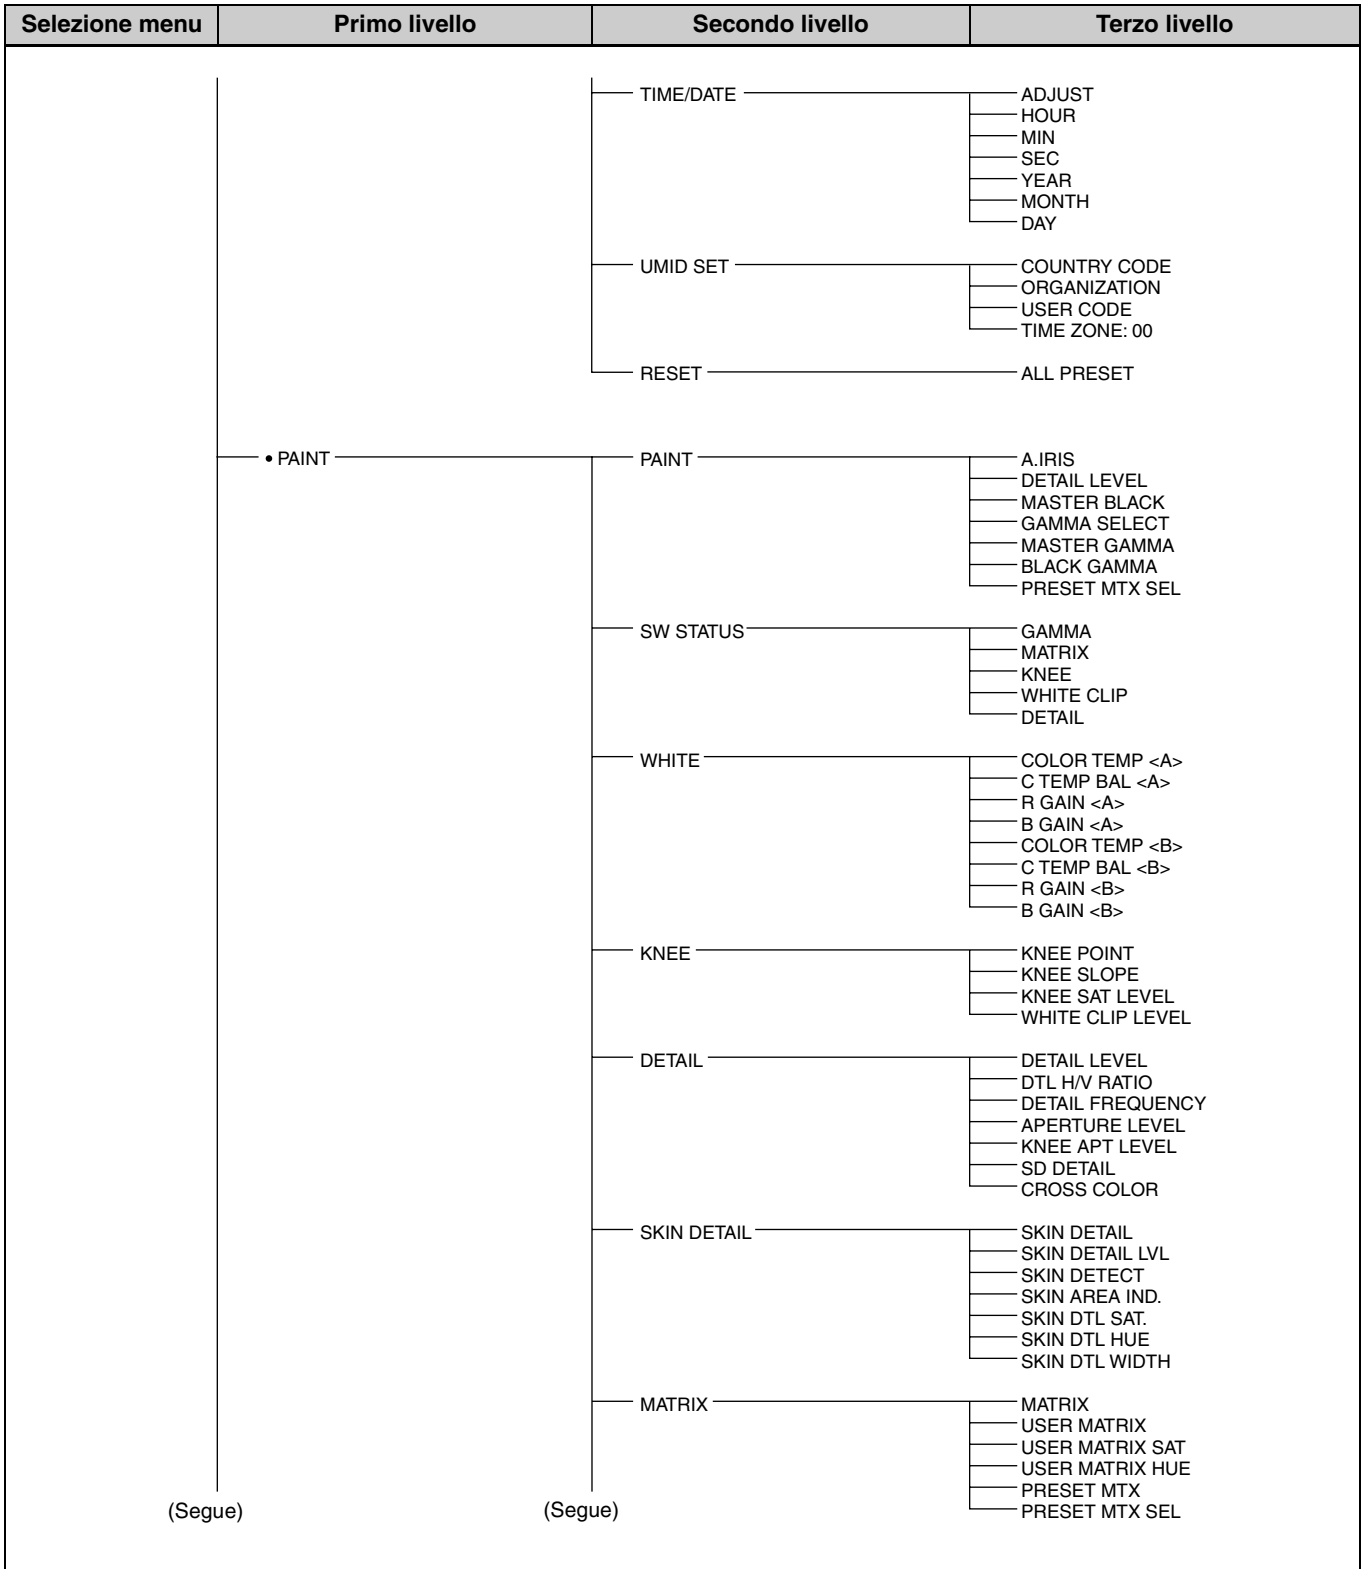 Selezione menu Primo livello Secondo livello Terzo livello
TIME/DATE ADJUST
HOUR
MIN
SEC
YEAR
MONTH
DAY
UMID SET COUNTRY CODE
ORGANIZATION
USER CODE
TIME ZONE: 00
RESET ALL PRESET
• PAINT PAINT A.IRIS
DETAIL LEVEL
MASTER BLACK
GAMMA SELECT
MASTER GAMMA
BLACK GAMMA
PRESET MTX SEL
SW STATUS GAMMA
MATRIX
KNEE
WHITE CLIP
DETAIL
WHITE COLOR TEMP <A>
C TEMP BAL <A>
R GAIN <A>
B GAIN <A>
COLOR TEMP <B>
C TEMP BAL <B>
R GAIN <B>
B GAIN <B>
KNEE KNEE POINT
KNEE SLOPE
KNEE SAT LEVEL
WHITE CLIP LEVEL
DETAIL DETAIL LEVEL
DTL H/V RATIO
DETAIL FREQUENCY
APERTURE LEVEL
KNEE APT LEVEL
SD DETAIL
CROSS COLOR
SKIN DETAIL SKIN DETAIL
SKIN DETAIL LVL
SKIN DETECT
SKIN AREA IND.
SKIN DTL SAT.
SKIN DTL HUE
SKIN DTL WIDTH
MATRIX MATRIX
USER MATRIX
USER MATRIX SAT
USER MATRIX HUE
PRESET MTX
PRESET MTX SEL
(Segue) (Segue)